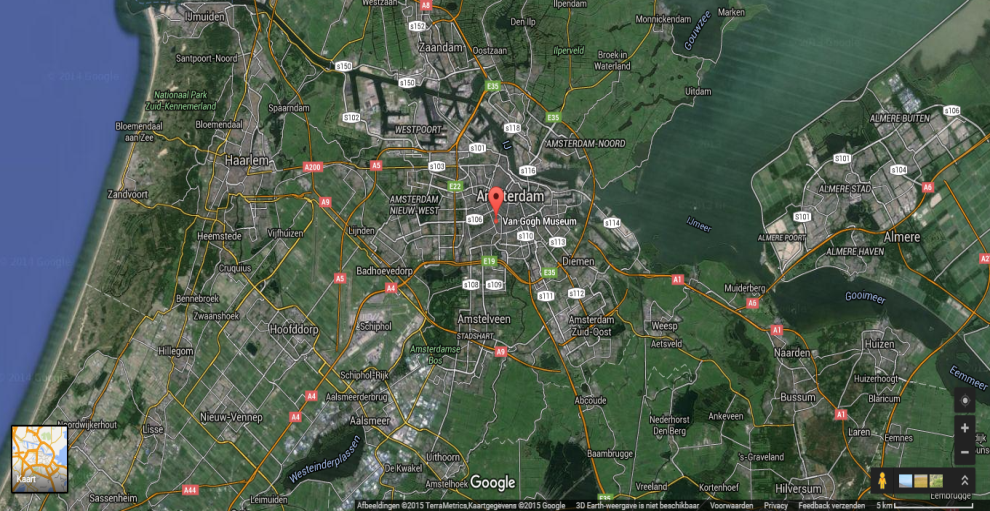 IJmuiden
Westzaan
A8
Ilpendam
Marken
Den Ilp
Monnickendam
Gouwzee
s152
Zaandam
Oostzaan
Ilperveld
Broek in
Waterland
Santpoort-Noord
s150
s150
© 2014 Google
E35
Uitdam
Nationaal Park
Zuid-Kennemerland
Spaarndam
S102
E35
s106
ALMERE BUITEN
Bloemendaal
aan Zee
Bloemendaal
WESTPOORT
s118
IJ
AMSTERDAM-NOORD
s101
Haarlem
A200
A5
s103
s116
S101
s104
Zandvoort
E22
Amsterdam
ALMERE STAD
A6
A9
AMSTERDAM
NIEUW-WEST
s106
Van Gogh Museum
s114
IJmeer
S101
Heemstede
Vijfhuizen
Lijnden
s110
s113
ALMERE POORT
Almere
ALMERE HAVEN
© 2013 Google
Cruquius
Badhoevedorp
E19
Diemen
A5
A4
E35
A1
Muiderberg
Bennebroek
s108
s109
s111
s112
A6
Gooimeer
Zwaanshoek
Hoofddorp
Schiphol
Amstelveen
STADSHART
Amsterdam
Zuid-Oost
Weesp
A1
Aetsveld
Naarden
Huizen
Hillegom
Amsterdamse
Bos
A9
Schiphol-Rijk
Huizerhoogt
Eemmeer
A4
Aalsmeerderbrug
Abcoude
Bussum
Blaricum
Nieuw-Vennep
A4
Aalsmeer
Nederhorst
Den Berg
Ankeveen
A1
Noordwijkerhout
Lisse
Laren
Eemnes
Westeinderplassen
Uithoorn
Baambrugge
's-Graveland
De Kwakel
Kaart
Amstelhoek
Google
Sassenheim
A44
Leimuiden
E35
Vreeland
Kortenhoef
Hilversum
Eembrugge
Afbeeldingen ©2015 TerraMetrics,Kaartgegevens ©2015 Google 3D Earth-weergave is niet beschikbaar Voorwaarden Privacy Feedback verzenden 5 km